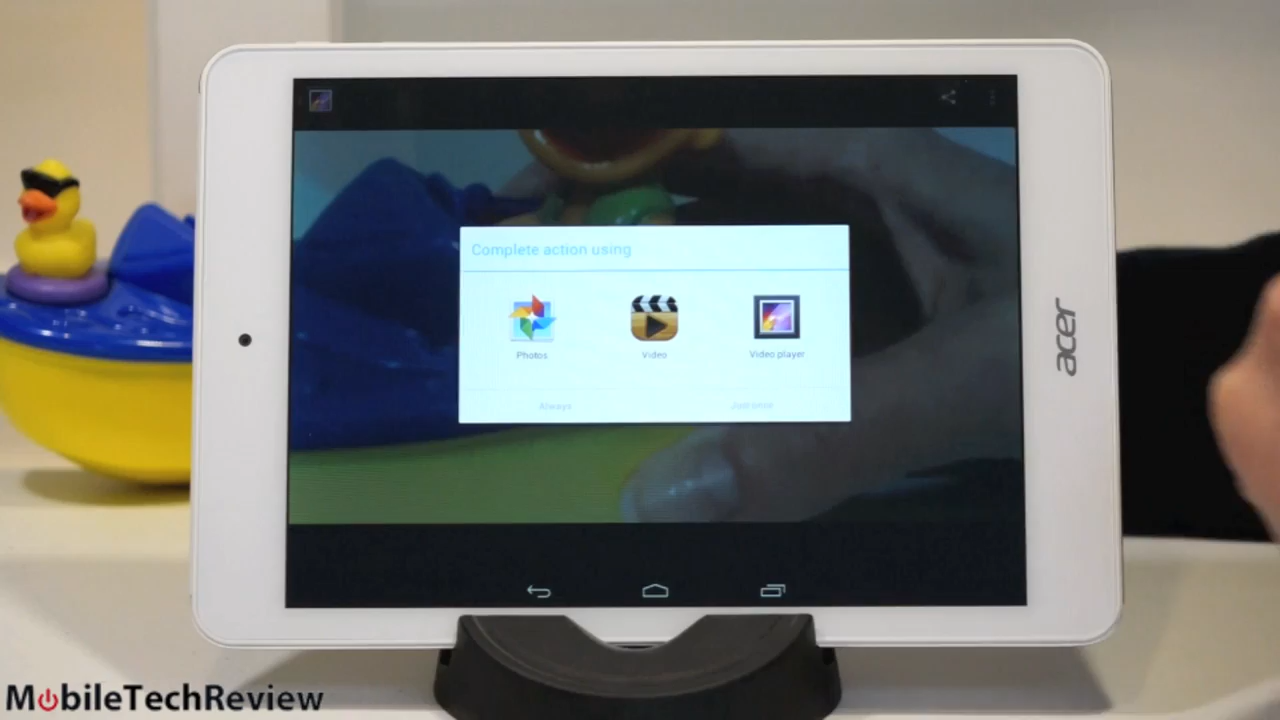 Complete action using
Photos
Video
Video player
Always
Just once
acer
MobileTechReview